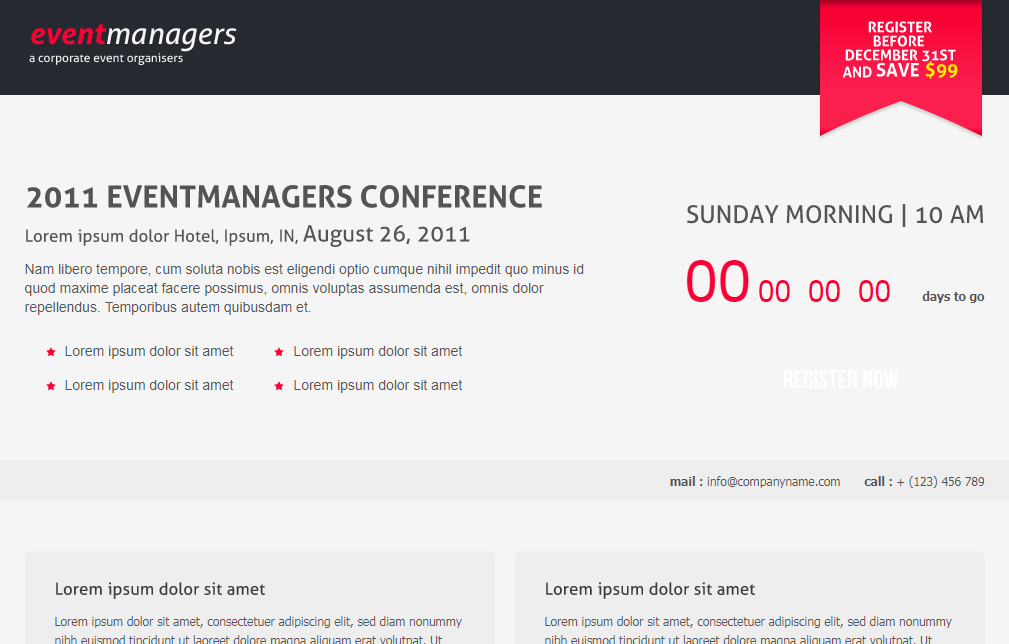 eventmanagers
a corporate event organisers
REGISTER
BEFORE
DECEMBER 31ST
AND SAVE $99
2011 EVENTMANAGERS CONFERENCE
Lorem ipsum dolor Hotel, Ipsum, IN, August 26, 2011
Nam libero tempore, cum soluta nobis est eligendi optio cumque nihil impedit quo minus id
quod maxime placeat facere possimus, omnis voluptas assumenda est, omnis dolor
repellendus. Temporibus autem quibusdam et.
Lorem ipsum dolor sit amet
Lorem ipsum dolor sit amet
Lorem ipsum dolor sit amet
Lorem ipsum dolor sit amet
SUNDAY MORNING | 10 AM
00 00 00 00 days to go
REGISTER NOW
mail : info@companyname.com call : + (123) 456 789
Lorem ipsum dolor sit amet
Lorem ipsum dolor sit amet, consectetuer adipiscing elit, sed diam nonummy
nibh euismod tincidunt ut laoreet dolore magna aliquam erat volutpat. Ut
Lorem ipsum dolor sit amet
Lorem ipsum dolor sit amet, consectetuer adipiscing elit, sed diam nonummy
nibh euismod tincidunt ut laoreet dolore magna aliquam erat volutpat. Ut